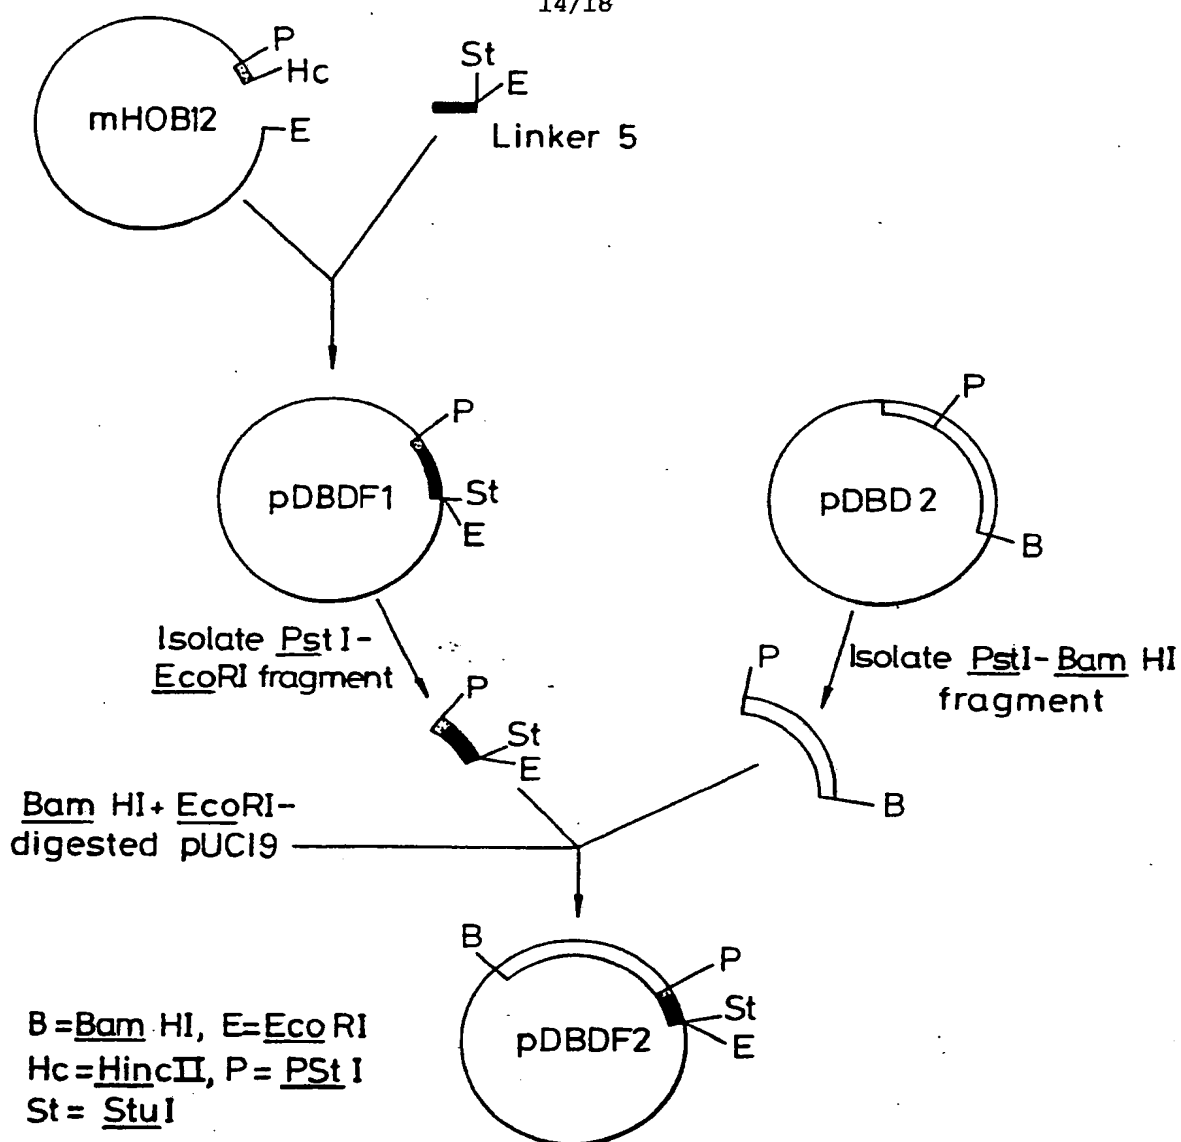 14/18
P
Hc
mHOB12
E
St
E
Linker 5
P
pDBDF1
St
E
P
pDBD 2
B
Isolate Pst I-
EcoRI fragment
P
St
E
Isolate PstI-Bam HI
fragment
P
B
Bam HI + EcoRI-
digested pUC19
B
P
St
E
pDBDF2
B = Bam HI, E= Eco RI
Hc = HincII, P = PSt I
St = Stu I